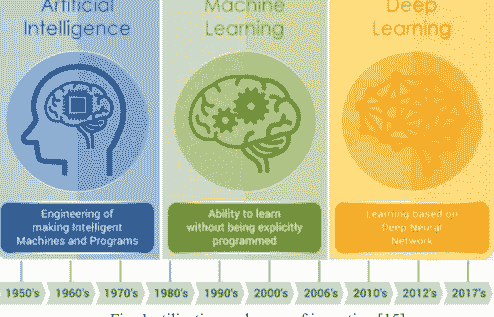 Artificial
Intelligence
Machine
Learning
Deep
Learning
Engineering of
making Intelligent
Machines and Programs
Ability to learn
without being explicitly
programmed
Learning based on
Deep Neural
Network
1950's 1960's 1970's 1980's 1990's 2000's 2006's 2010's 2012's 2017's